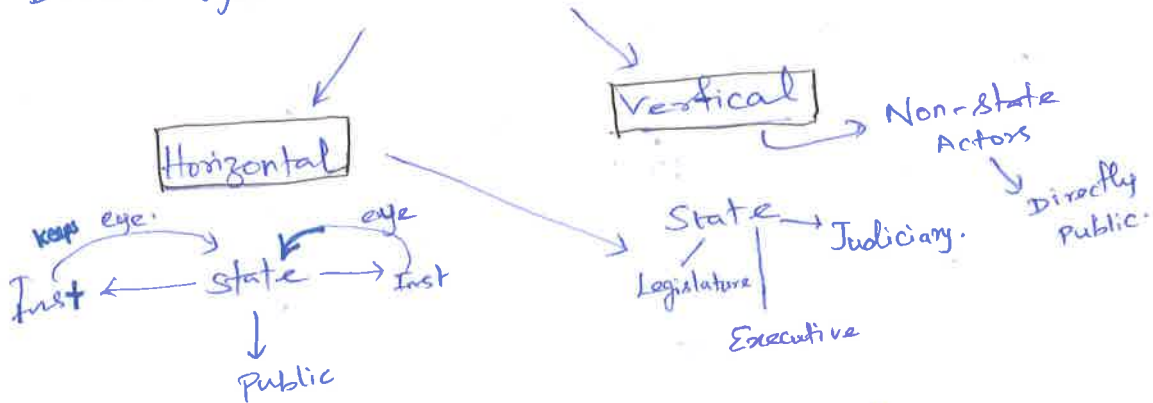 Vertical
Non-State
Actors
Horizontal
Directly
Public.
keeps eye.
eye
State
Judiciary.
Inst
State
Inst
Legislature
Executive
Public